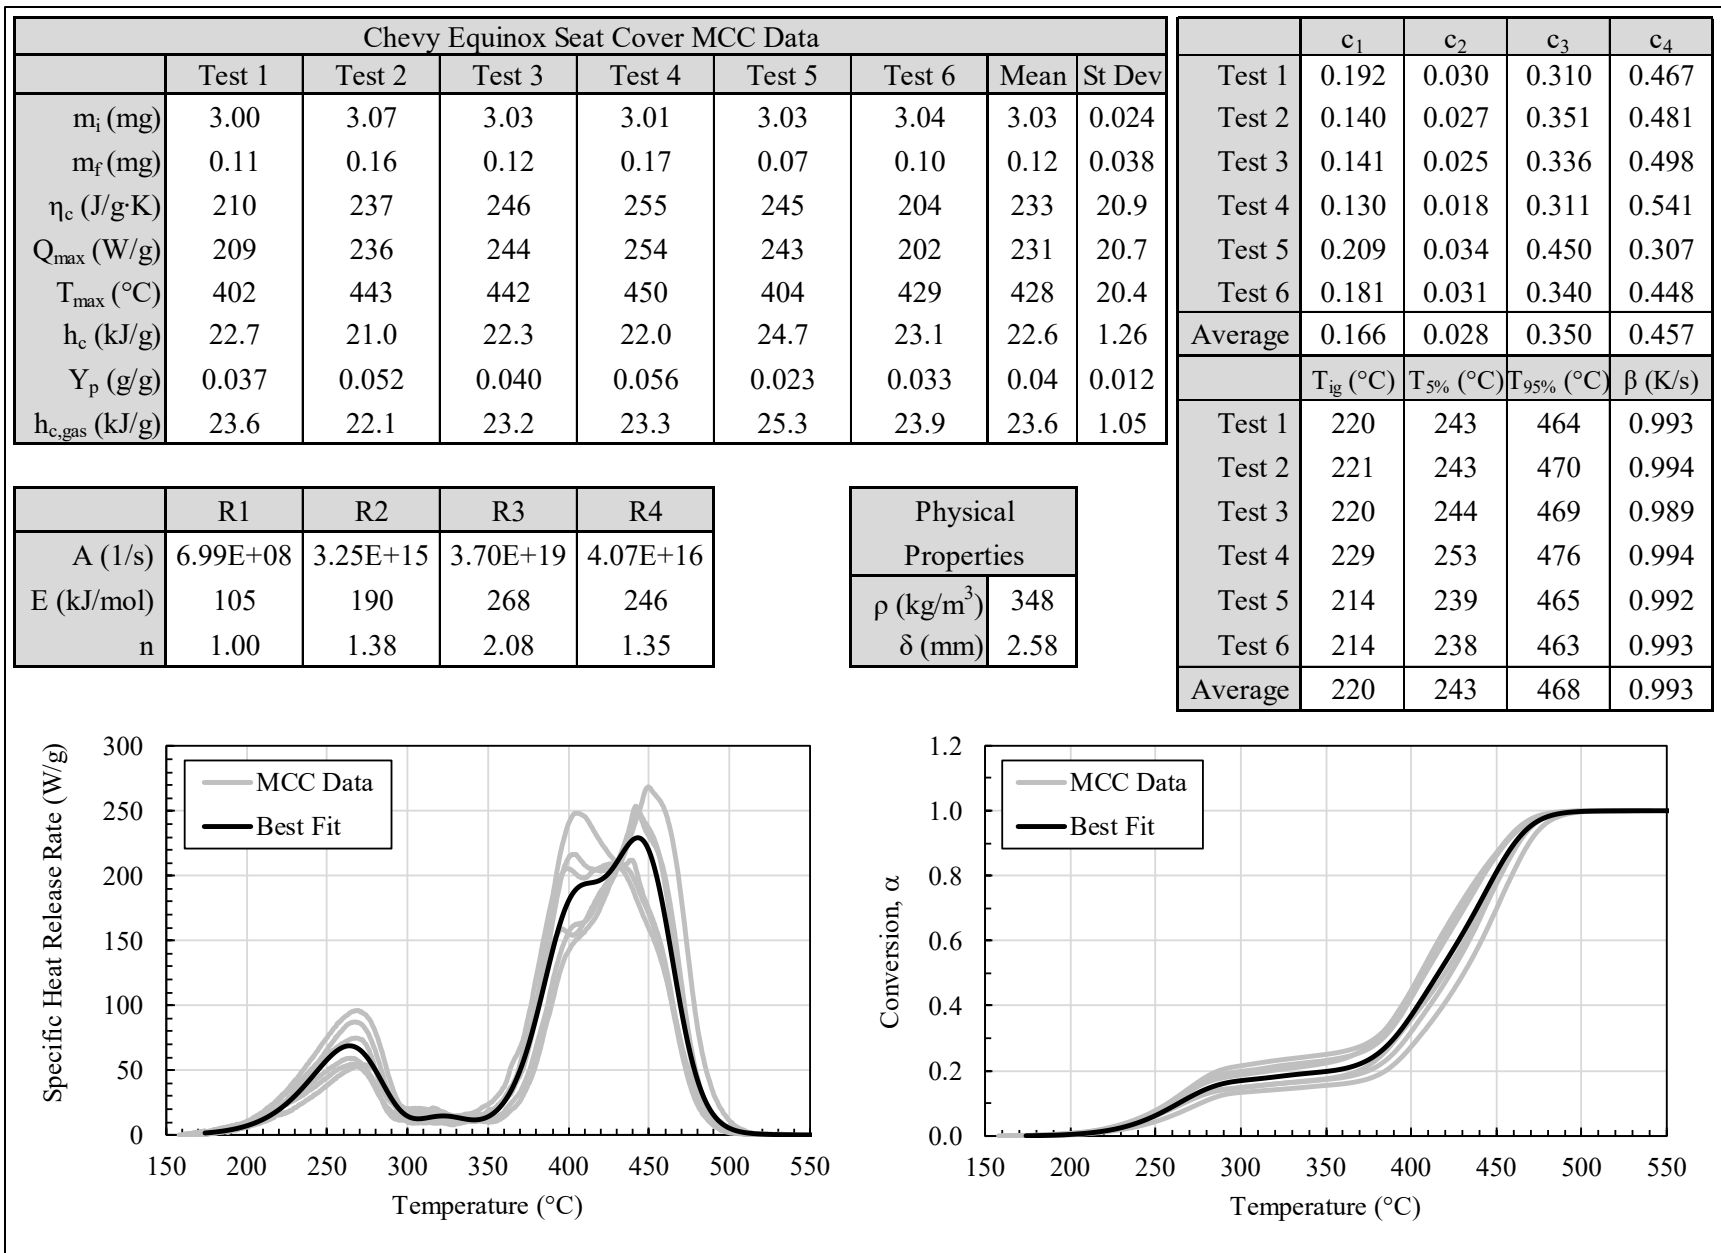 Chevy Equinox Seat Cover MCC Data
Test 1 Test 2 Test 3 Test 4 Test 5 Test 6 Mean St Dev
mi (mg) 3.00 3.07 3.03 3.01 3.03 3.04 3.03 0.024
mf (mg) 0.11 0.16 0.12 0.17 0.07 0.10 0.12 0.038
ηc (J/g·K) 210 237 246 255 245 204 233 20.9
Qmax (W/g) 209 236 244 254 243 202 231 20.7
Tmax (°C) 402 443 442 450 404 429 428 20.4
hc (kJ/g) 22.7 21.0 22.3 22.0 24.7 23.1 22.6 1.26
Yp (g/g) 0.037 0.052 0.040 0.056 0.023 0.033 0.04 0.012
hc,gas (kJ/g) 23.6 22.1 23.2 23.3 25.3 23.9 23.6 1.05
c1 c2 c3 c4
Test 1 0.192 0.030 0.310 0.467
Test 2 0.140 0.027 0.351 0.481
Test 3 0.141 0.025 0.336 0.498
Test 4 0.130 0.018 0.311 0.541
Test 5 0.209 0.034 0.450 0.307
Test 6 0.181 0.031 0.340 0.448
Average 0.166 0.028 0.350 0.457
Tig (°C) T5% (°C) T95% (°C) β (K/s)
Test 1 220 243 464 0.993
Test 2 221 243 470 0.994
Test 3 220 244 469 0.989
Test 4 229 253 476 0.994
Test 5 214 239 465 0.992
Test 6 214 238 463 0.993
Average 220 243 468 0.993
R1 R2 R3 R4
A (1/s) 6.99E+08 3.25E+15 3.70E+19 4.07E+16
E (kJ/mol) 105 190 268 246
n 1.00 1.38 2.08 1.35
Physical
Properties
ρ (kg/m³) 348
δ (mm) 2.58
Specific Heat Release Rate (W/g)
300
250
200
150
100
50
0
MCC Data
Best Fit
150 200 250 300 350 400 450 500 550
Temperature (°C)
Conversion, α
1.2
1.0
0.8
0.6
0.4
0.2
0.0
MCC Data
Best Fit
150 200 250 300 350 400 450 500 550
Temperature (°C)